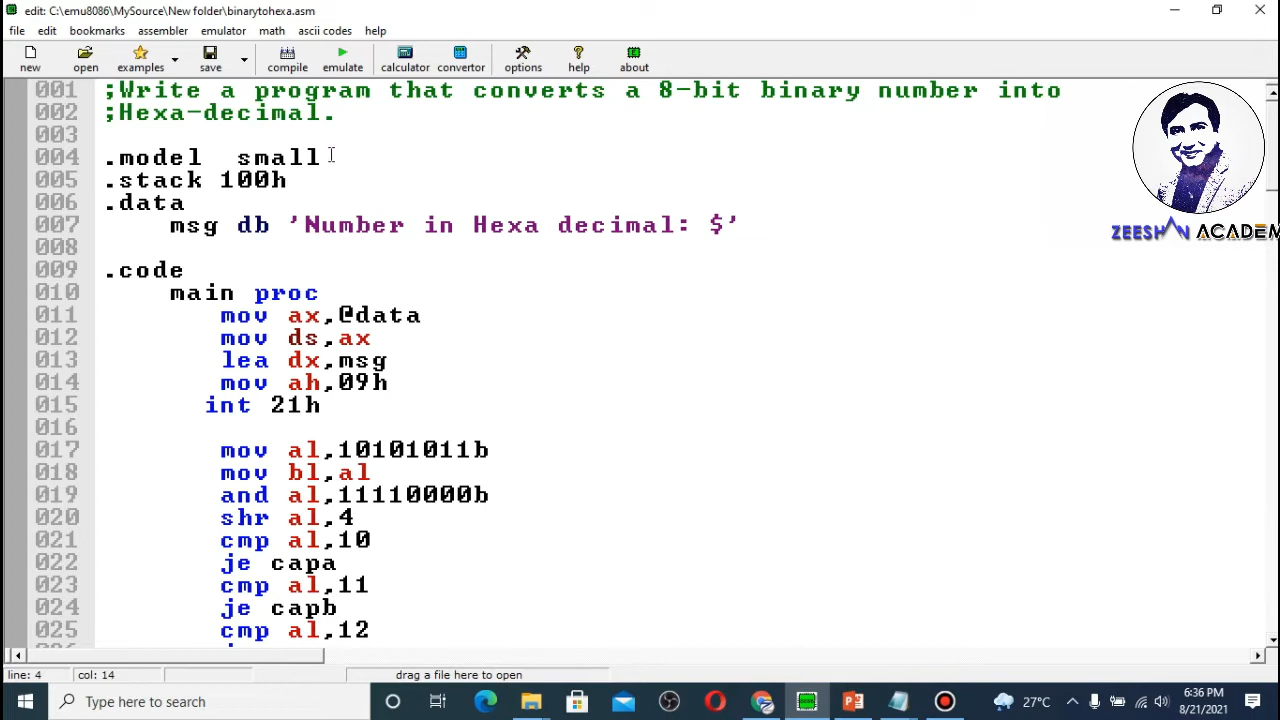 edit: C:\emu8086\MySource\New folder\binarytohexa.asm
file edit bookmarks assembler emulator math ascii codes help
new open examples save compile emulate calculator convertor options help about
001 ;Write a program that converts a 8-bit binary number into
002 ;Hexa-decimal.
003
004 .model  small
005 .stack 100h
006 .data
007 msg db 'Number in Hexa decimal: $'
008
009 .code
010 main proc
011 mov ax,@data
012 mov ds,ax
013 lea dx,msg
014 mov ah,09h
015 int 21h
016
017 mov al,10101011b
018 mov bl,al
019 and al,11110000b
020 shr al,4
021 cmp al,10
022 je capa
023 cmp al,11
024 je capb
025 cmp al,12
ZEESHAN ACADEM
line: 4 col: 14 drag a file here to open
Type here to search
27°C
6:36 PM
8/21/2021